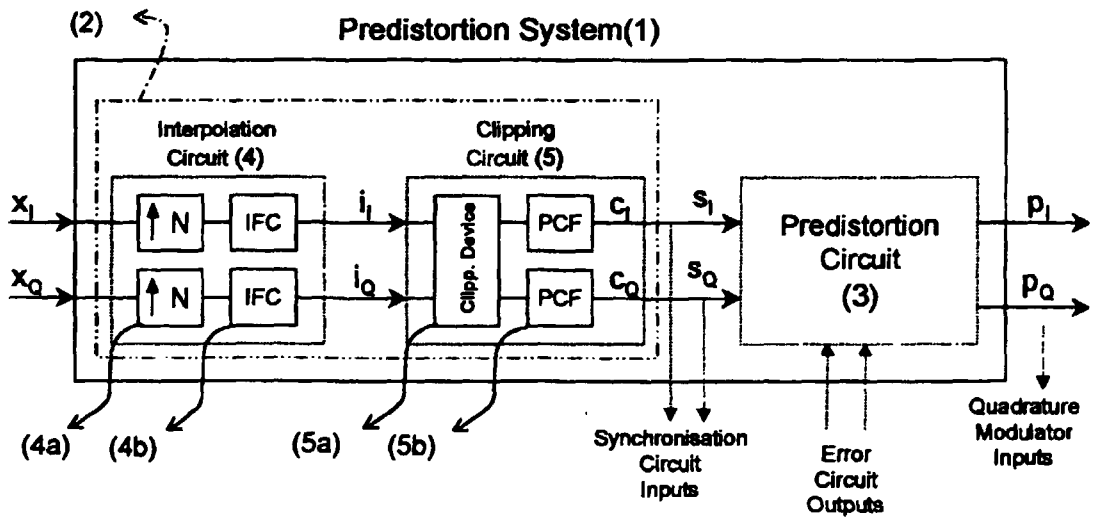 (2)
Predistortion System(1)
Interpolation
Circuit (4)
Clipping
Circuit (5)
x_I
↑ N
IFC
i_I
Clipp. Device
PCF
c_I
s_I
x_Q
↑ N
IFC
i_Q
PCF
c_Q
s_Q
Predistortion
Circuit
(3)
p_I
p_Q
(4a)
(4b)
(5a)
(5b)
Synchronisation
Circuit
Inputs
Error
Circuit
Outputs
Quadrature
Modulator
Inputs